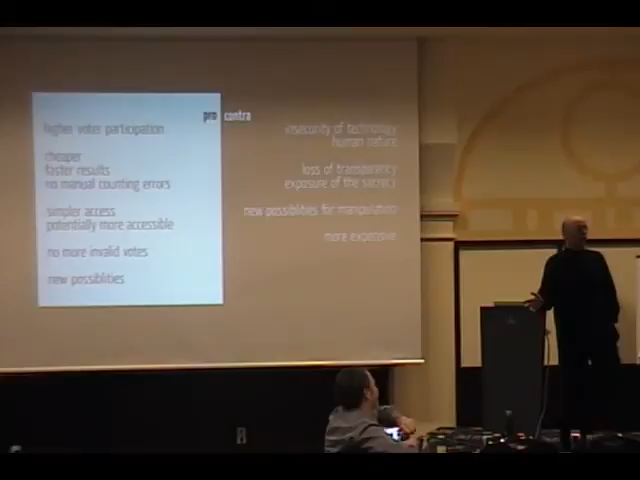 pro contra
higher voter participation
cheaper
faster results
no manual counting errors
simpler access
potentially more accessible
no more invalid votes
new possiblities
insecurity of technology
human nature
loss of transparency
exposure of the secrecy
new possiblities for manipulation
more expensive